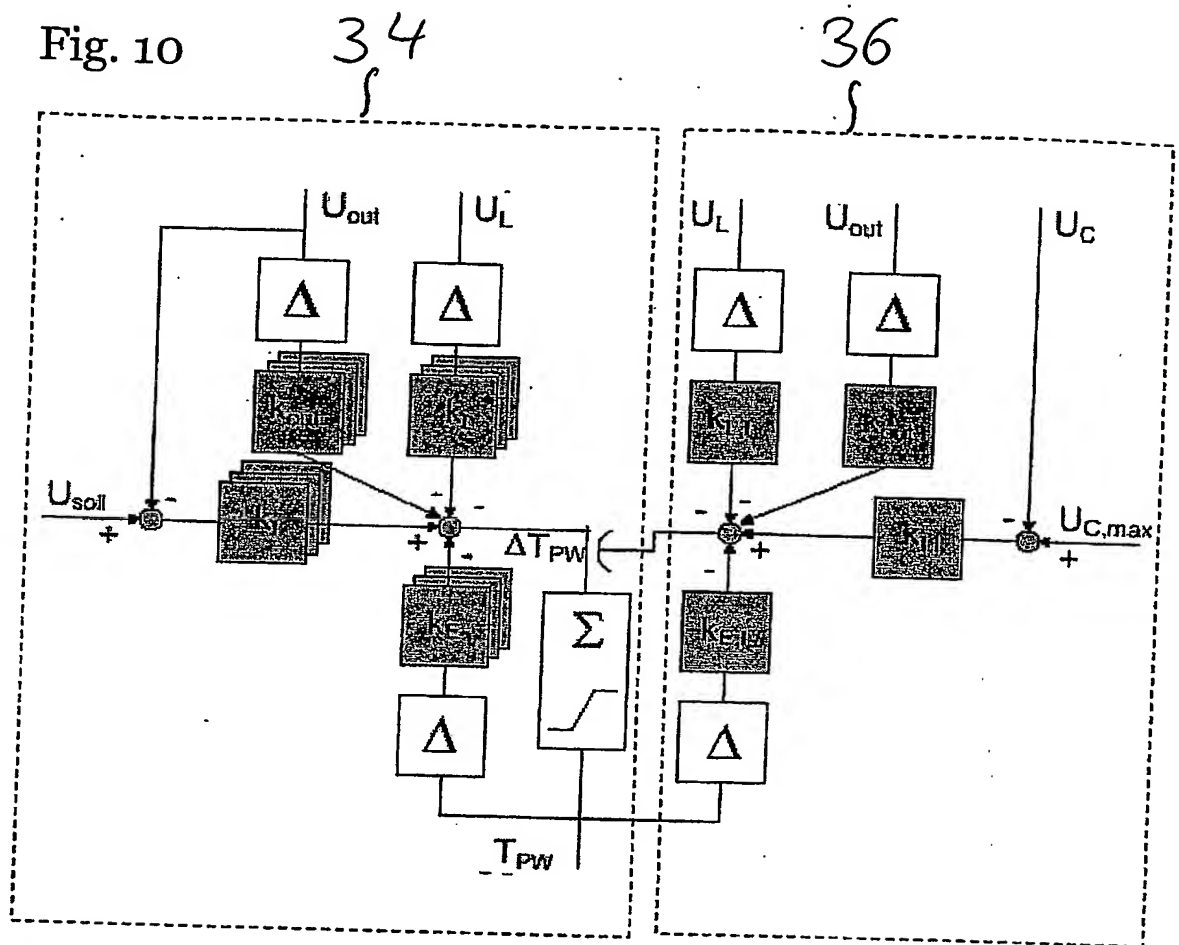 Fig. 10
34
36
U_out
U_L
U_L
U_out
U_C
Δ
Δ
Δ
Δ
U_soll
-
+
-
-
+
-
ΔT_PW
-
-
+
-
-
+
U_C,max
Σ
Δ
Δ
T_PW